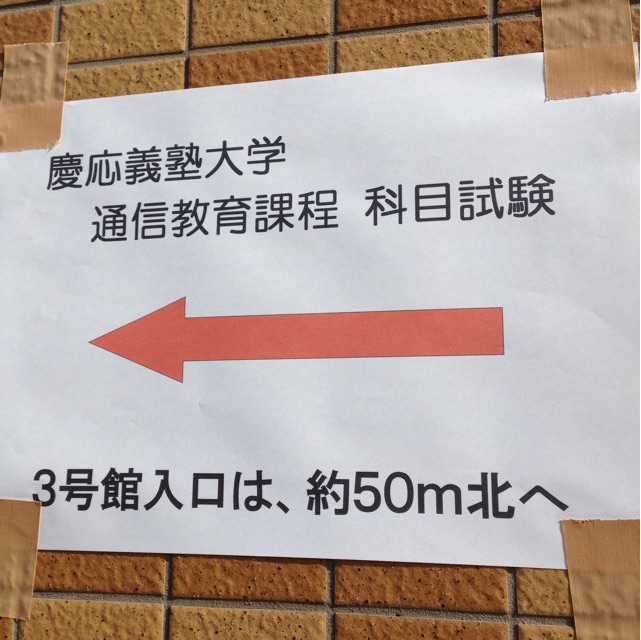 慶応義塾大学
通信教育課程 科目試験
3号館入口は、約50m北へ